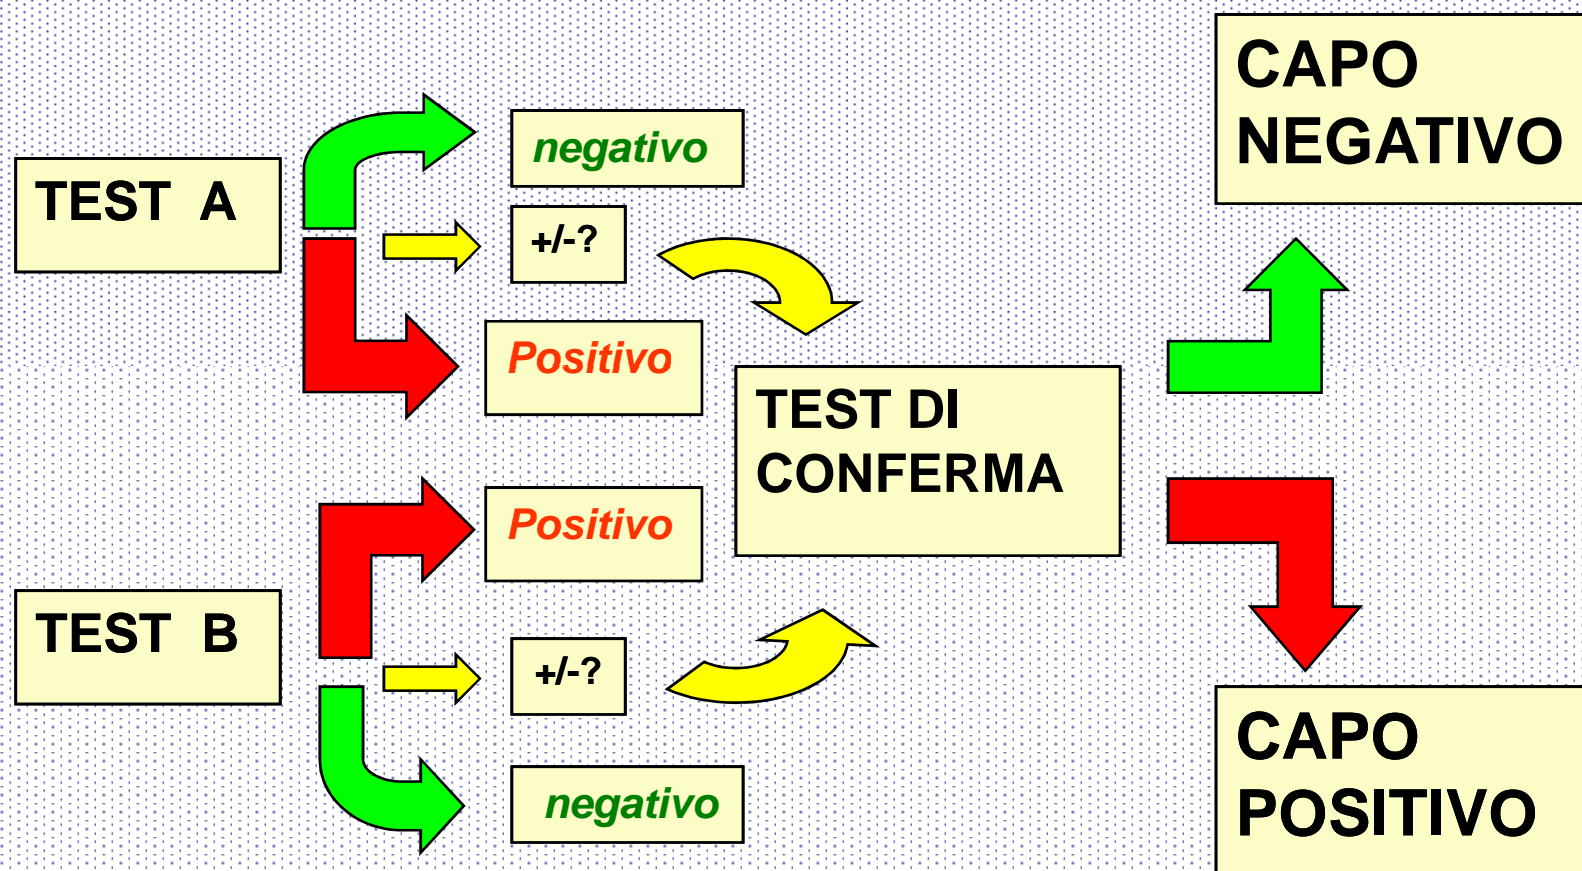 TEST A
negativo
+/-?
Positivo
TEST DI
CONFERMA
Positivo
TEST B
+/-?
negativo
CAPO
NEGATIVO
CAPO
POSITIVO